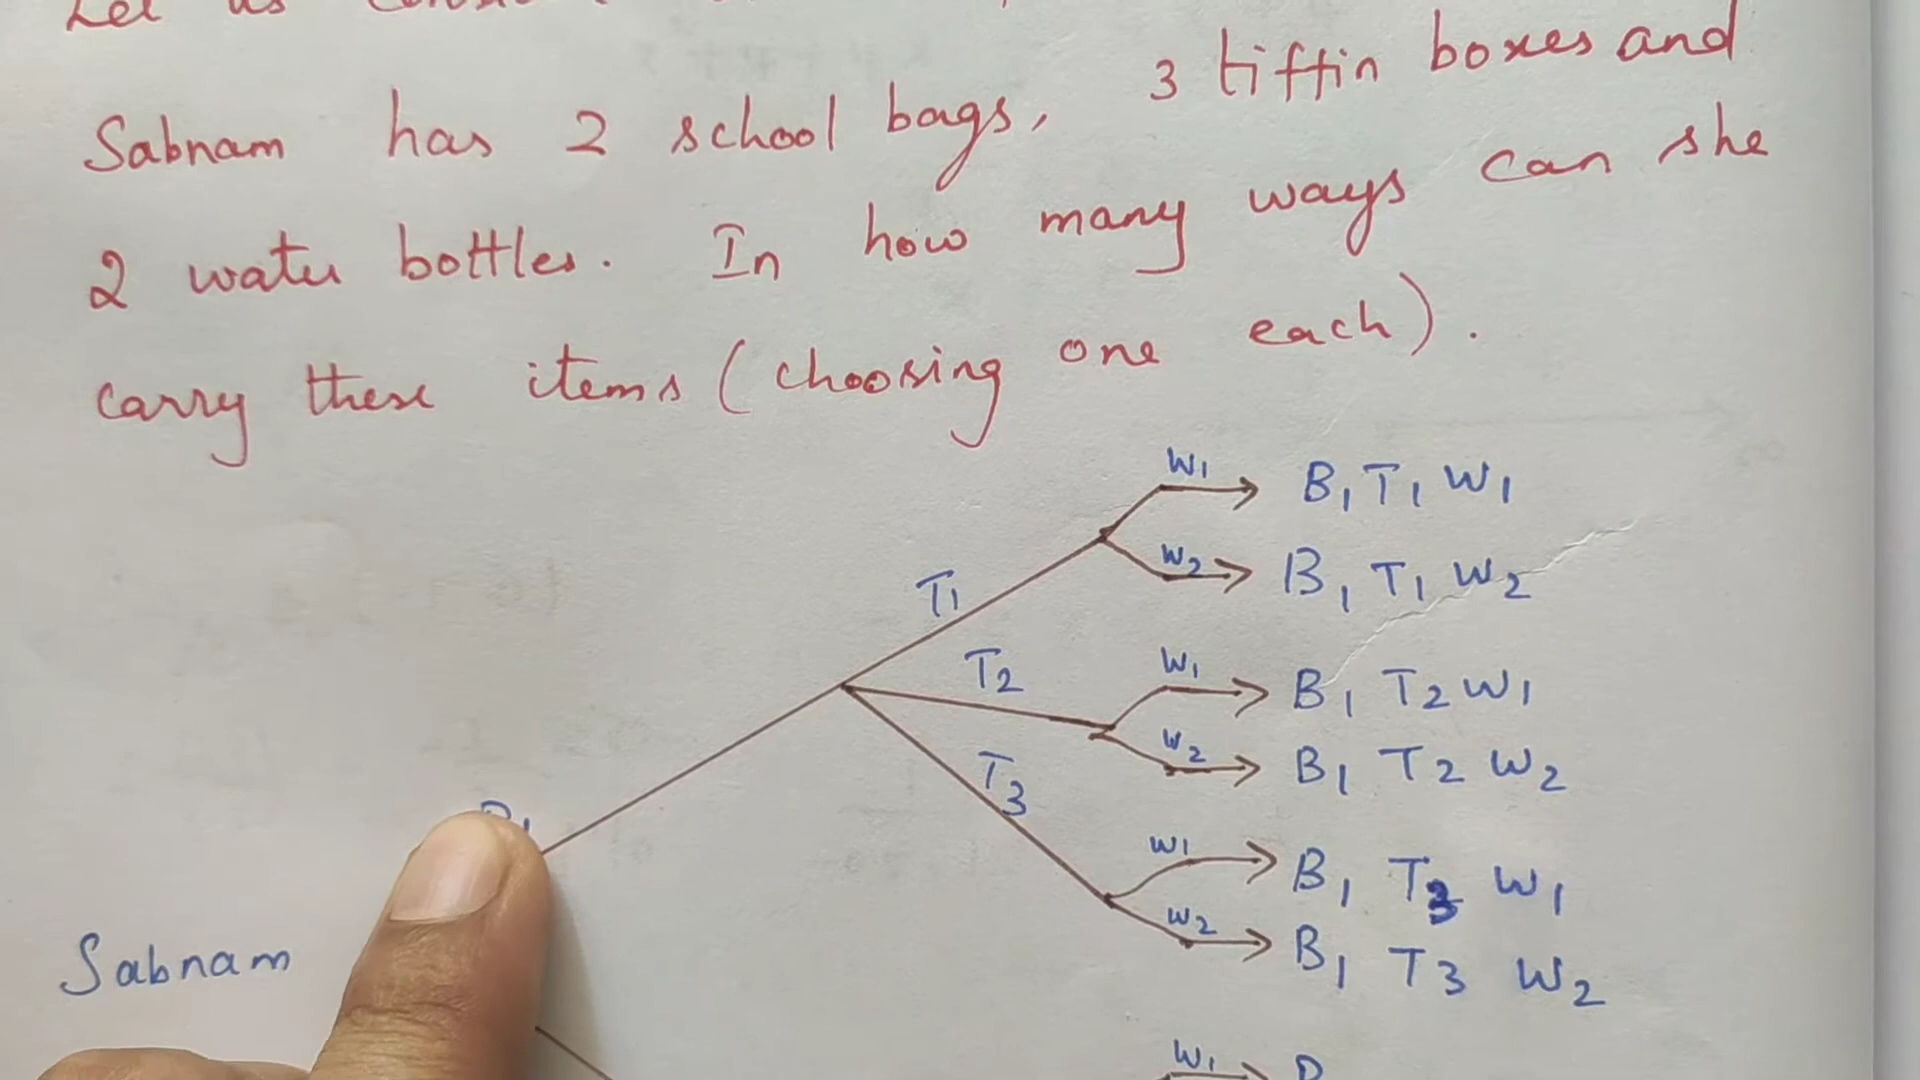 Sabnam has 2 school bags, 3 tiffin boxes and
2 water bottles. In how many ways can she
carry these items (choosing one each).
W1 B1 T1 W1
T1 W2 B1 T1 W2
T2 W1 B1 T2 W1
W2 B1 T2 W2
T3 W1 B1 T3 W1
W2 B1 T3 W2
Sabnam
W1